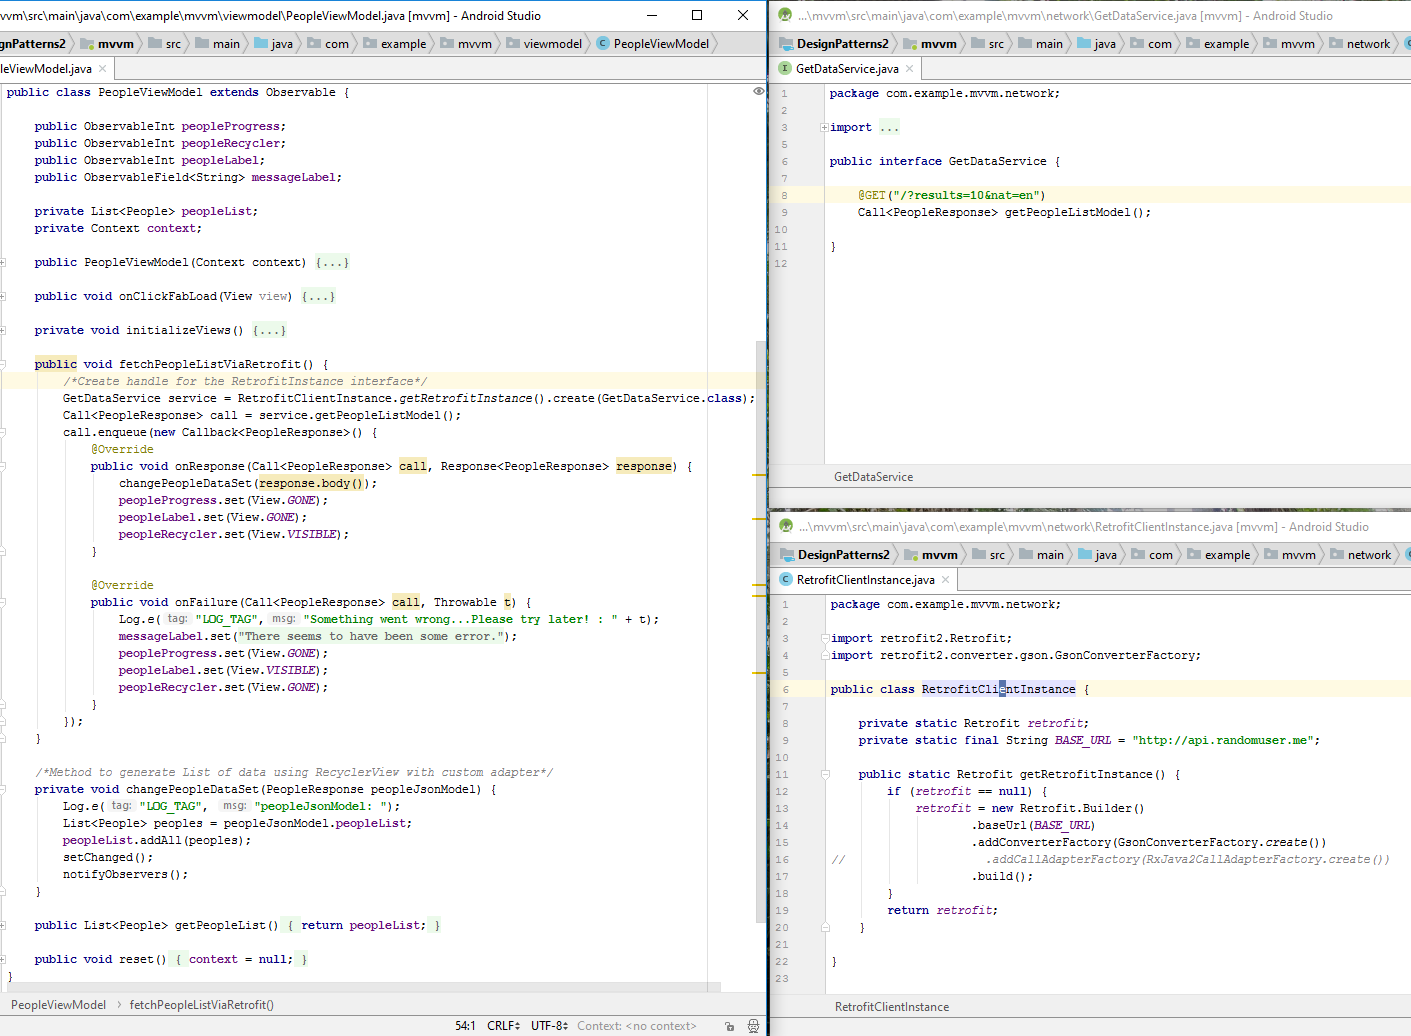 vvm\src\main\java\com\example\mvvm\viewmodel\PeopleViewModel.java [mvvm] - Android Studio
gnPatterns2 mvvm src main java com example mvvm viewmodel PeopleViewModel
leViewModel.java
public class PeopleViewModel extends Observable {
public ObservableInt peopleProgress;
public ObservableInt peopleRecycler;
public ObservableInt peopleLabel;
public ObservableField<String> messageLabel;
private List<People> peopleList;
private Context context;
public PeopleViewModel(Context context) {...}
public void onClickFabLoad(View view) {...}
private void initializeViews() {...}
public void fetchPeopleListViaRetrofit() {
/*Create handle for the RetrofitInstance interface*/
GetDataService service = RetrofitClientInstance.getRetrofitInstance().create(GetDataService.class);
Call<PeopleResponse> call = service.getPeopleListModel();
call.enqueue(new Callback<PeopleResponse>() {
@Override
public void onResponse(Call<PeopleResponse> call, Response<PeopleResponse> response) {
changePeopleDataSet(response.body());
peopleProgress.set(View.GONE);
peopleLabel.set(View.GONE);
peopleRecycler.set(View.VISIBLE);
}
@Override
public void onFailure(Call<PeopleResponse> call, Throwable t) {
Log.e( tag: "LOG_TAG", msg: "Something went wrong...Please try later! : " + t);
messageLabel.set("There seems to have been some error.");
peopleProgress.set(View.GONE);
peopleLabel.set(View.VISIBLE);
peopleRecycler.set(View.GONE);
}
});
}
/*Method to generate List of data using RecyclerView with custom adapter*/
private void changePeopleDataSet(PeopleResponse peopleJsonModel) {
Log.e( tag: "LOG_TAG", msg: "peopleJsonModel: ");
List<People> peoples = peopleJsonModel.peopleList;
peopleList.addAll(peoples);
setChanged();
notifyObservers();
}
public List<People> getPeopleList() { return peopleList; }
public void reset() { context = null; }
}
PeopleViewModel › fetchPeopleListViaRetrofit()
54:1 CRLF UTF-8 Context: <no context>
...\mvvm\src\main\java\com\example\mvvm\network\GetDataService.java [mvvm] - Android Studio
DesignPatterns2 mvvm src main java com example mvvm network
I GetDataService.java
1 package com.example.mvvm.network;
2
3 import ...
5
6 public interface GetDataService {
7
8 @GET("/?results=10&nat=en")
9 Call<PeopleResponse> getPeopleListModel();
10
11 }
12
GetDataService
...\mvvm\src\main\java\com\example\mvvm\network\RetrofitClientInstance.java [mvvm] - Android Studio
DesignPatterns2 mvvm src main java com example mvvm network
C RetrofitClientInstance.java
1 package com.example.mvvm.network;
2
3 import retrofit2.Retrofit;
4 import retrofit2.converter.gson.GsonConverterFactory;
5
6 public class RetrofitClientInstance {
7
8 private static Retrofit retrofit;
9 private static final String BASE_URL = "http://api.randomuser.me";
10
11 public static Retrofit getRetrofitInstance() {
12 if (retrofit == null) {
13 retrofit = new Retrofit.Builder()
14 .baseUrl(BASE_URL)
15 .addConverterFactory(GsonConverterFactory.create())
16 // .addCallAdapterFactory(RxJava2CallAdapterFactory.create())
17 .build();
18 }
19 return retrofit;
20 }
21
22 }
23
RetrofitClientInstance